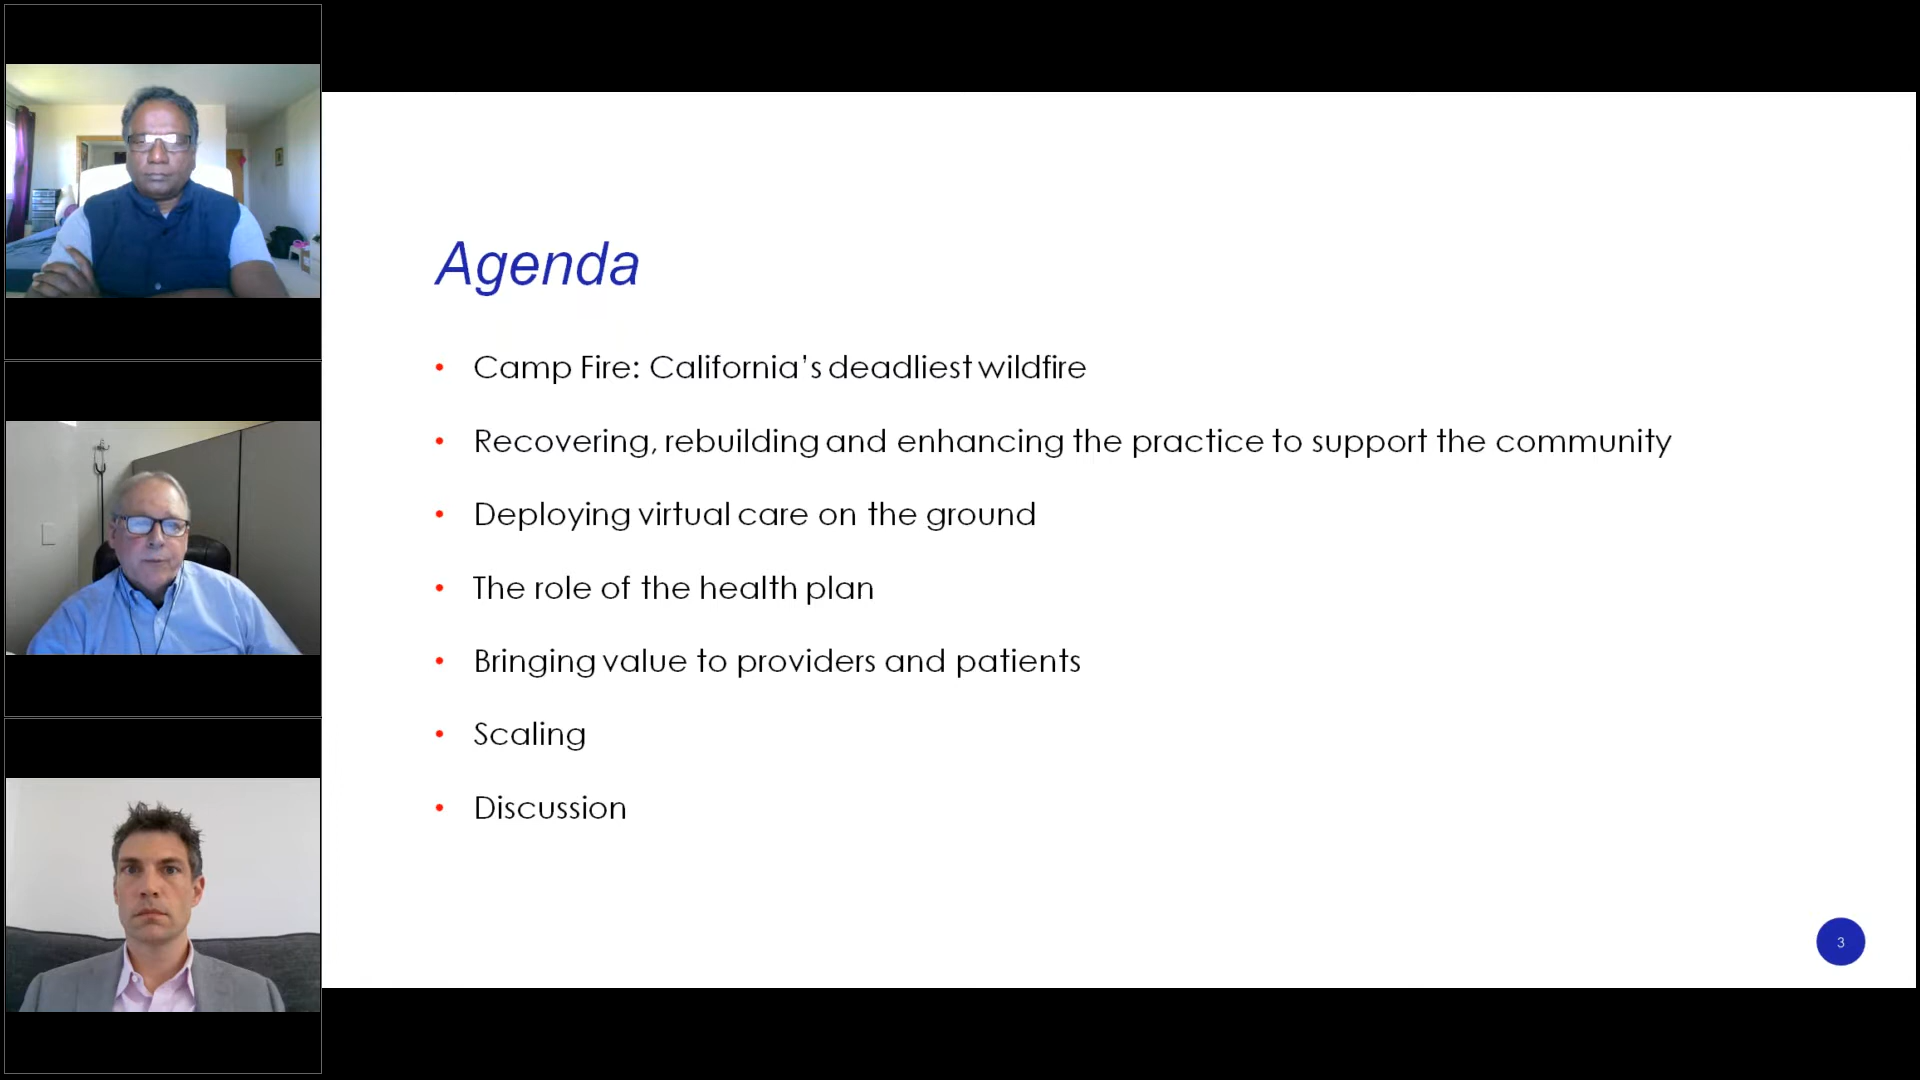 Agenda
• Camp Fire: California's deadliest wildfire
• Recovering, rebuilding and enhancing the practice to support the community
• Deploying virtual care on the ground
• The role of the health plan
• Bringing value to providers and patients
• Scaling
• Discussion
3